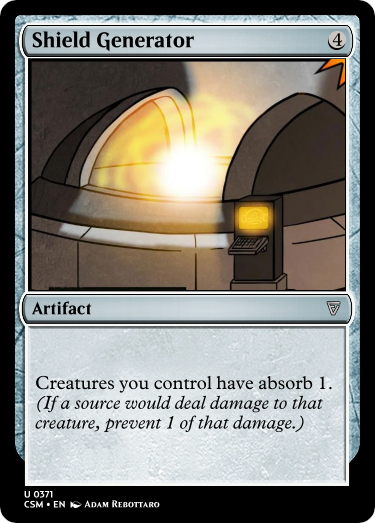 Shield Generator 4
Artifact
Creatures you control have absorb 1.
(If a source would deal damage to that
creature, prevent 1 of that damage.)
U 0371
CSM • EN Adam Rebottaro